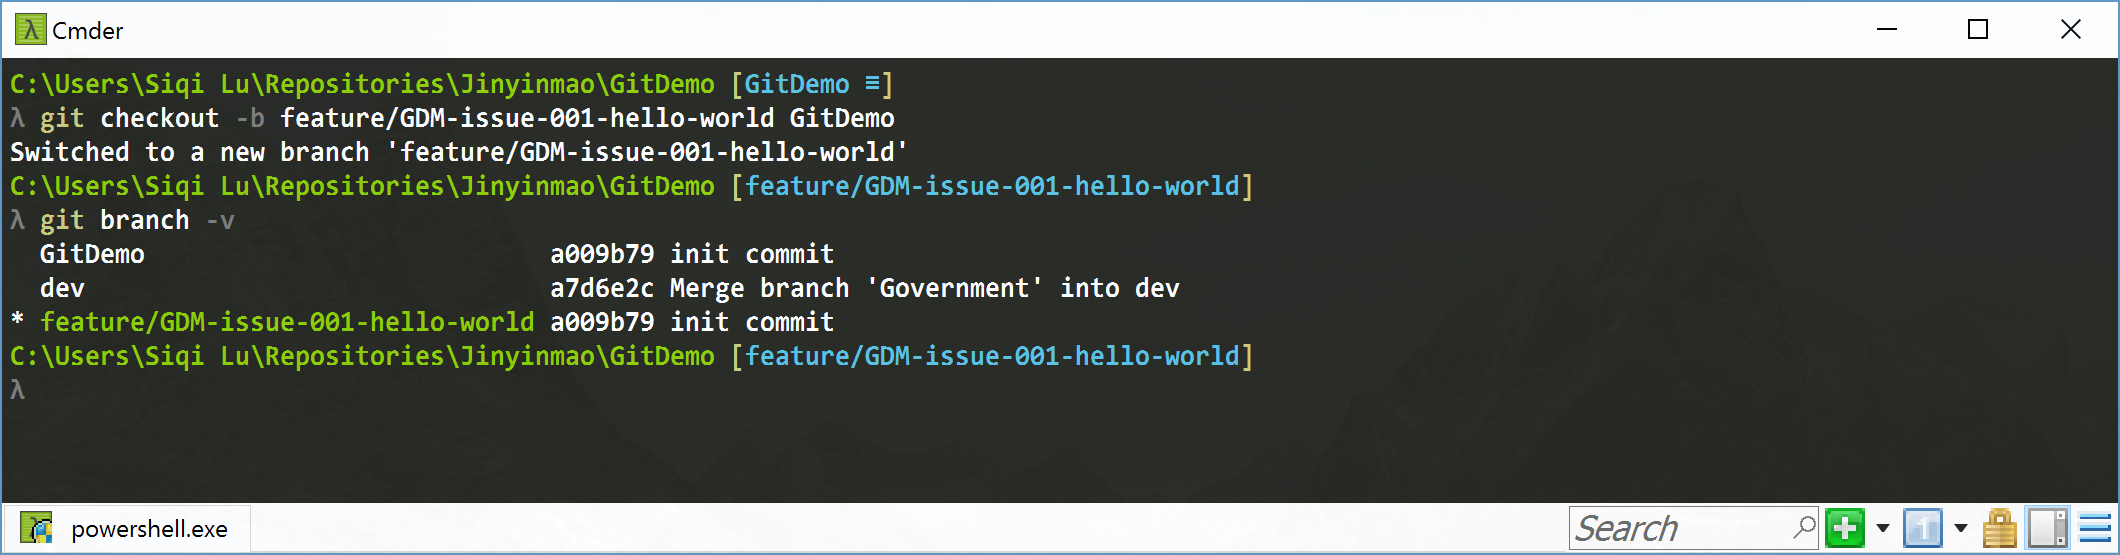 Cmder
C:\Users\Siqi Lu\Repositories\Jinyinmao\GitDemo [GitDemo ≡]
λ git checkout -b feature/GDM-issue-001-hello-world GitDemo
Switched to a new branch 'feature/GDM-issue-001-hello-world'
C:\Users\Siqi Lu\Repositories\Jinyinmao\GitDemo [feature/GDM-issue-001-hello-world]
λ git branch -v
  GitDemo                           a009b79 init commit
  dev                               a7d6e2c Merge branch 'Government' into dev
* feature/GDM-issue-001-hello-world a009b79 init commit
C:\Users\Siqi Lu\Repositories\Jinyinmao\GitDemo [feature/GDM-issue-001-hello-world]
λ
powershell.exe
Search
1